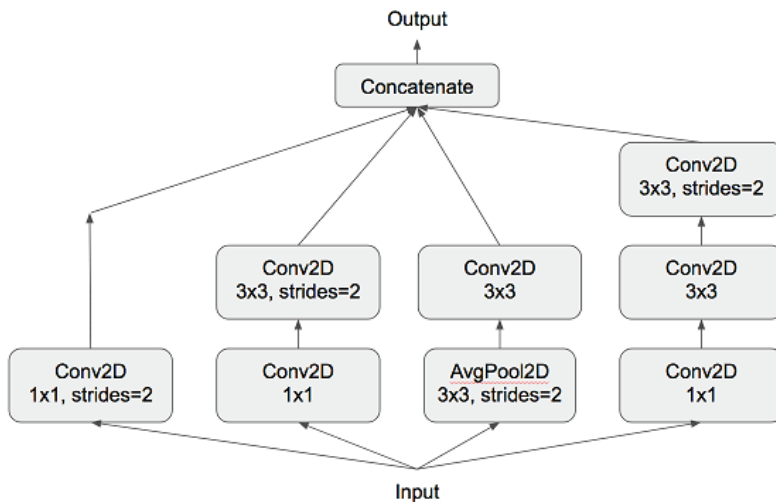 Output
Concatenate
Conv2D
3x3, strides=2
Conv2D
3x3, strides=2
Conv2D
3x3
Conv2D
3x3
Conv2D
1x1, strides=2
Conv2D
1x1
AvgPool2D
3x3, strides=2
Conv2D
1x1
Input